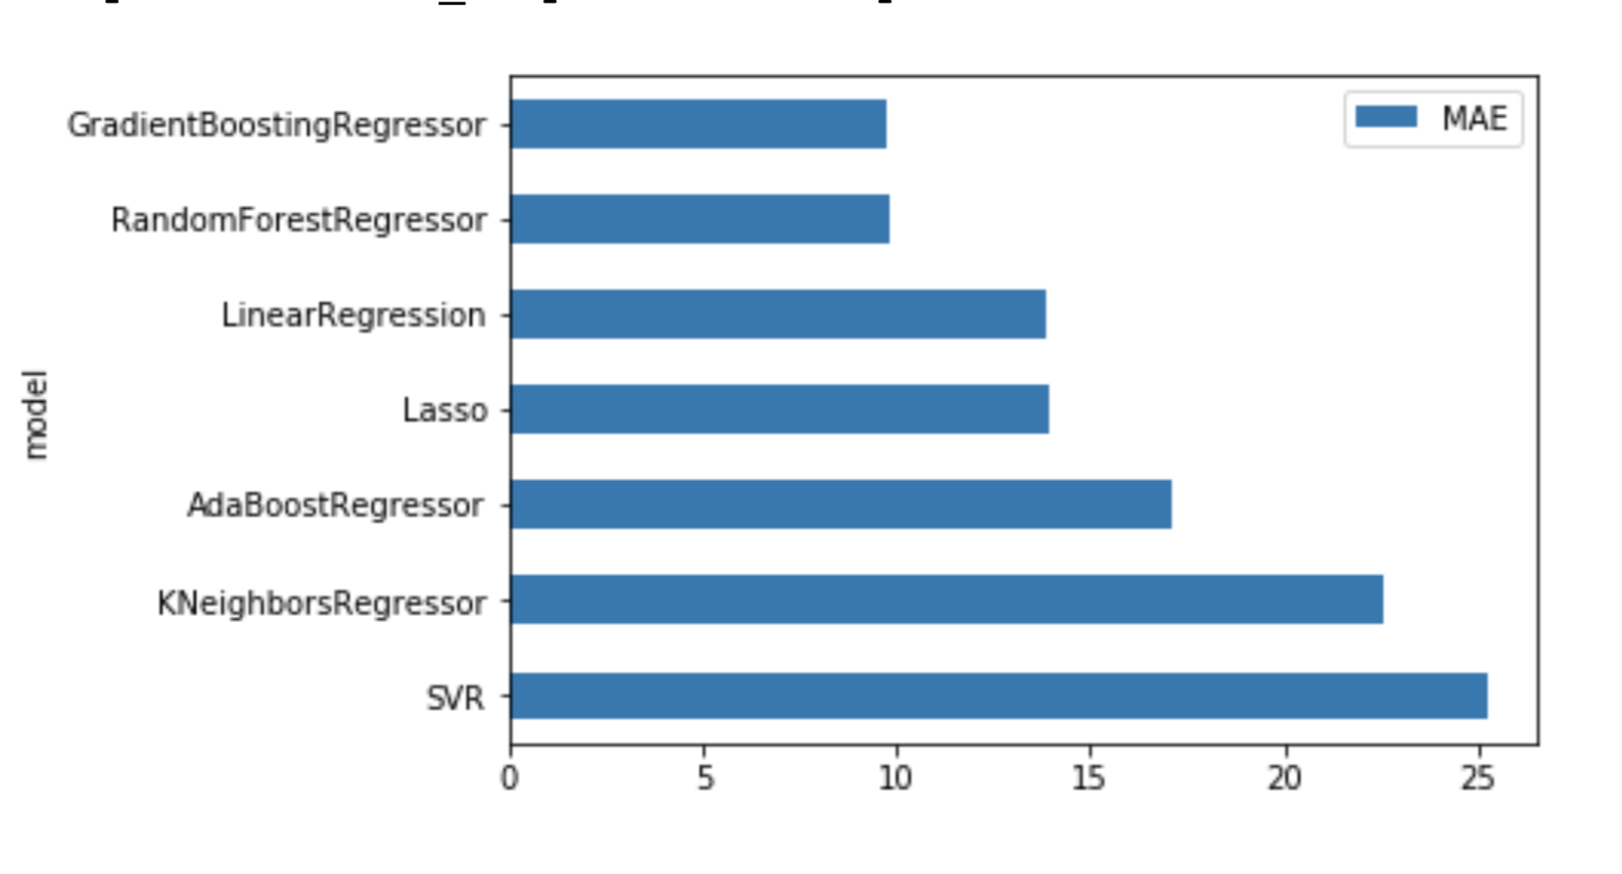 MAE
GradientBoostingRegressor
RandomForestRegressor
LinearRegression
Lasso
AdaBoostRegressor
KNeighborsRegressor
SVR
model
0 5 10 15 20 25